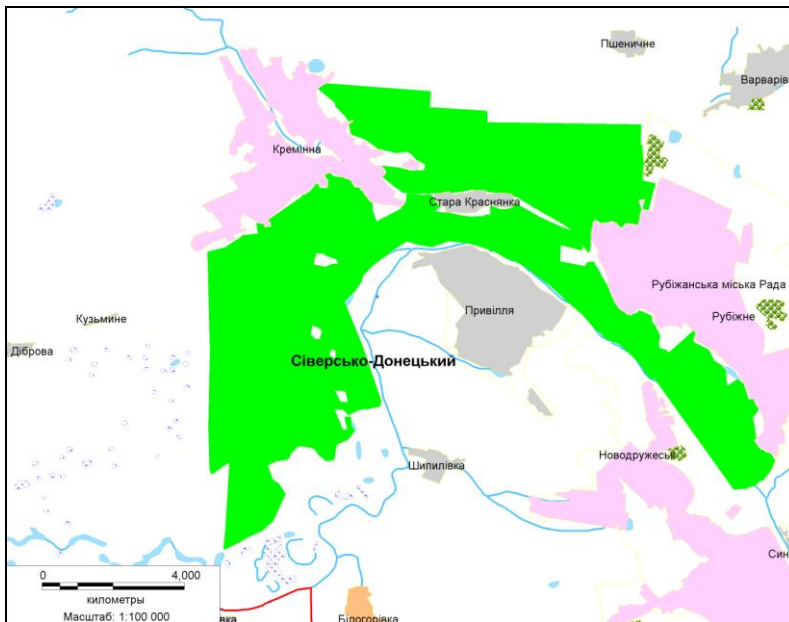 Пшеничне
Варварів
Кремінна
Стара Краснянка
Рубіжанська міська Рада
Привілля
Рубіжне
Кузьмине
Діброва
Сіверсько-Донецький
Шипилівка
Новодружеськ
Син
0 4,000
километры
Масштаб: 1:100 000
вка
Білогорівка